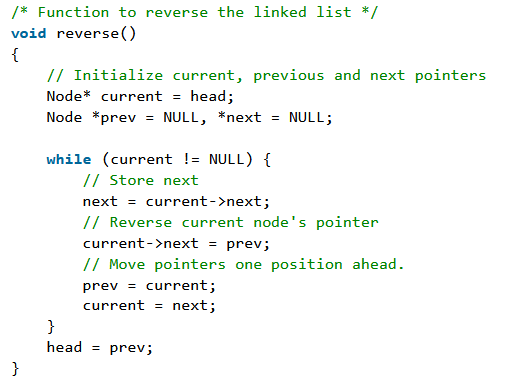 /* Function to reverse the linked list */
void reverse()
{
    // Initialize current, previous and next pointers
    Node* current = head;
    Node *prev = NULL, *next = NULL;

    while (current != NULL) {
        // Store next
        next = current->next;
        // Reverse current node's pointer
        current->next = prev;
        // Move pointers one position ahead.
        prev = current;
        current = next;
    }
    head = prev;
}